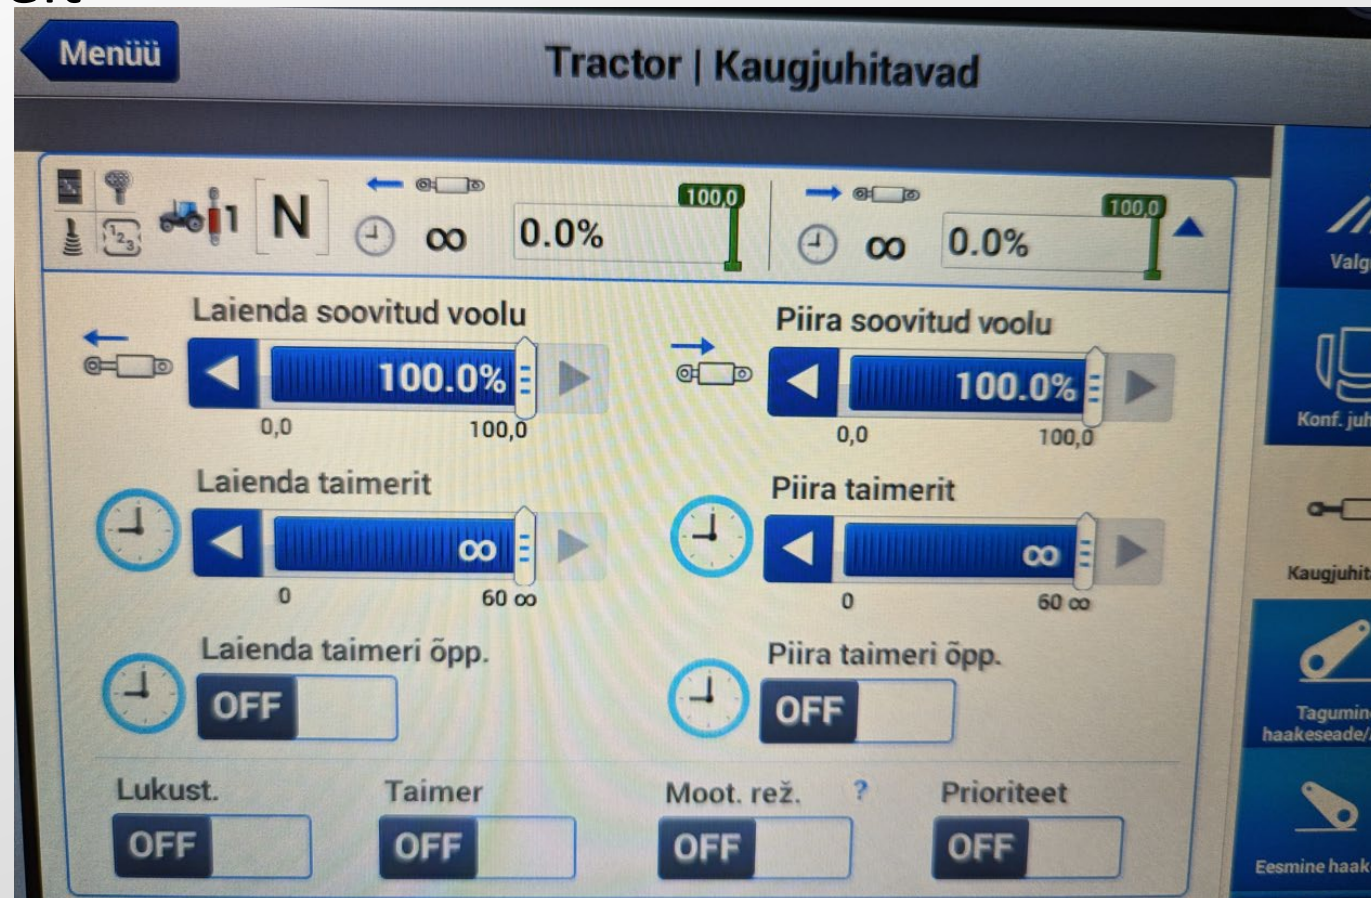 Menüü
Tractor | Kaugjuhitavad
1 N ∞ 0.0% 100,0 ∞ 0.0% 100,0
Laienda soovitud voolu Piira soovitud voolu
100.0% 100.0%
0,0 100,0 0,0 100,0
Laienda taimerit Piira taimerit
∞ ∞
0 60 ∞ 0 60 ∞
Laienda taimeri õpp. Piira taimeri õpp.
OFF OFF
Lukust. Taimer Moot. rež. ? Prioriteet
OFF OFF OFF OFF
Valg
Konf. juh
Kaugjuhit
Tagumin
haakeseade/
Eesmine haak